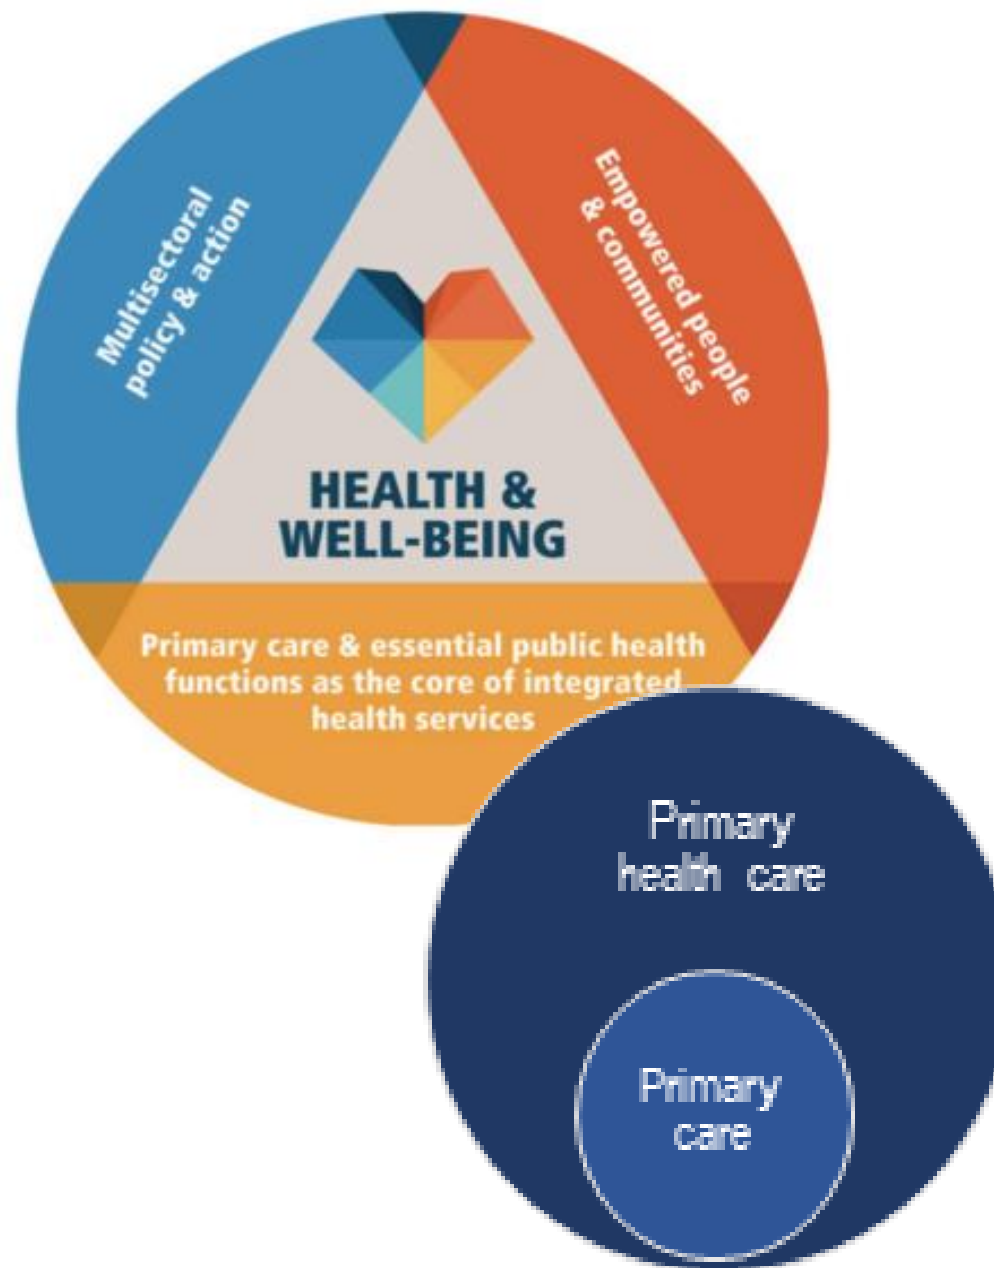 Multisectoral
policy & action
Empowered people
& communities
HEALTH &
WELL-BEING
Primary care & essential public health
functions as the core of integrated
health services
Primary
health care
Primary
care